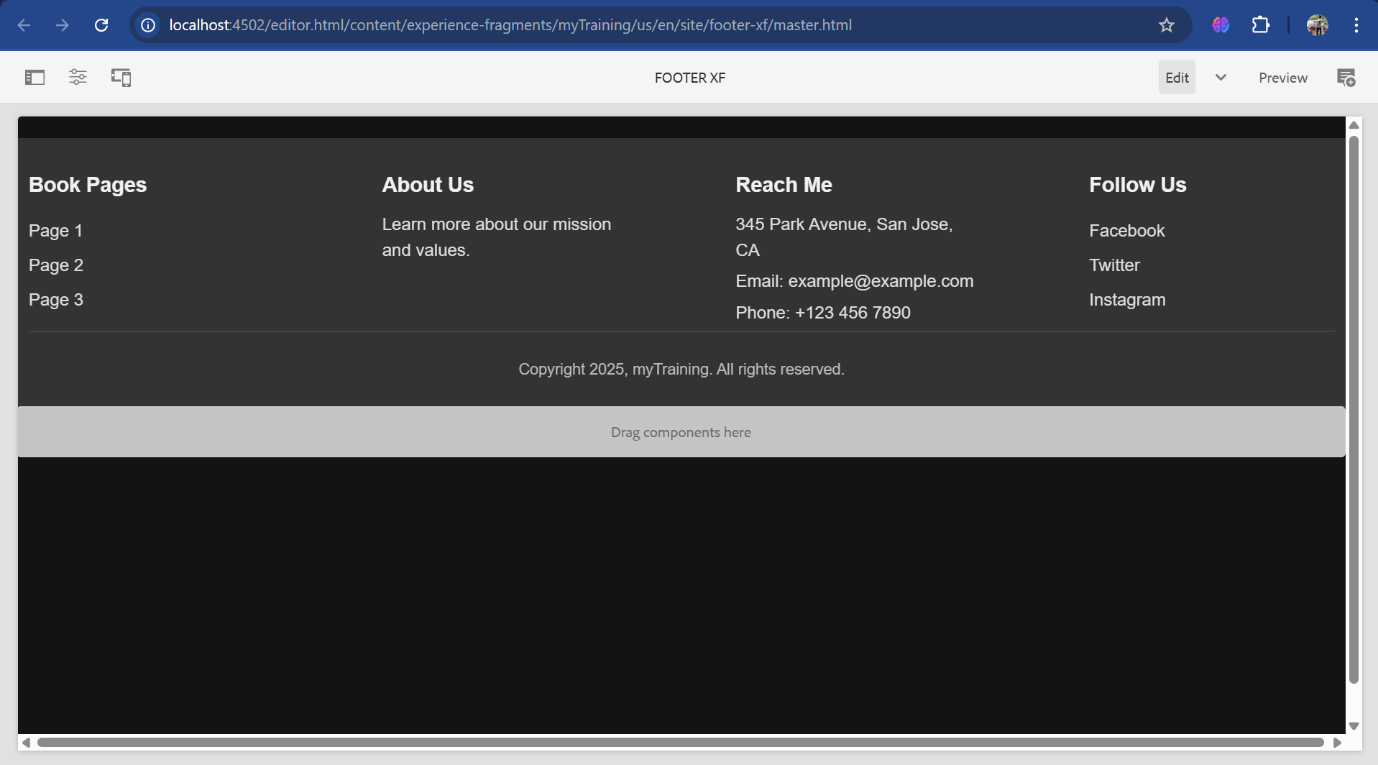 localhost:4502/editor.html/content/experience-fragments/myTraining/us/en/site/footer-xf/master.html
FOOTER XF
Edit
Preview
Book Pages
Page 1
Page 2
Page 3
About Us
Learn more about our mission
and values.
Reach Me
345 Park Avenue, San Jose,
CA
Email: example@example.com
Phone: +123 456 7890
Follow Us
Facebook
Twitter
Instagram
Copyright 2025, myTraining. All rights reserved.
Drag components here